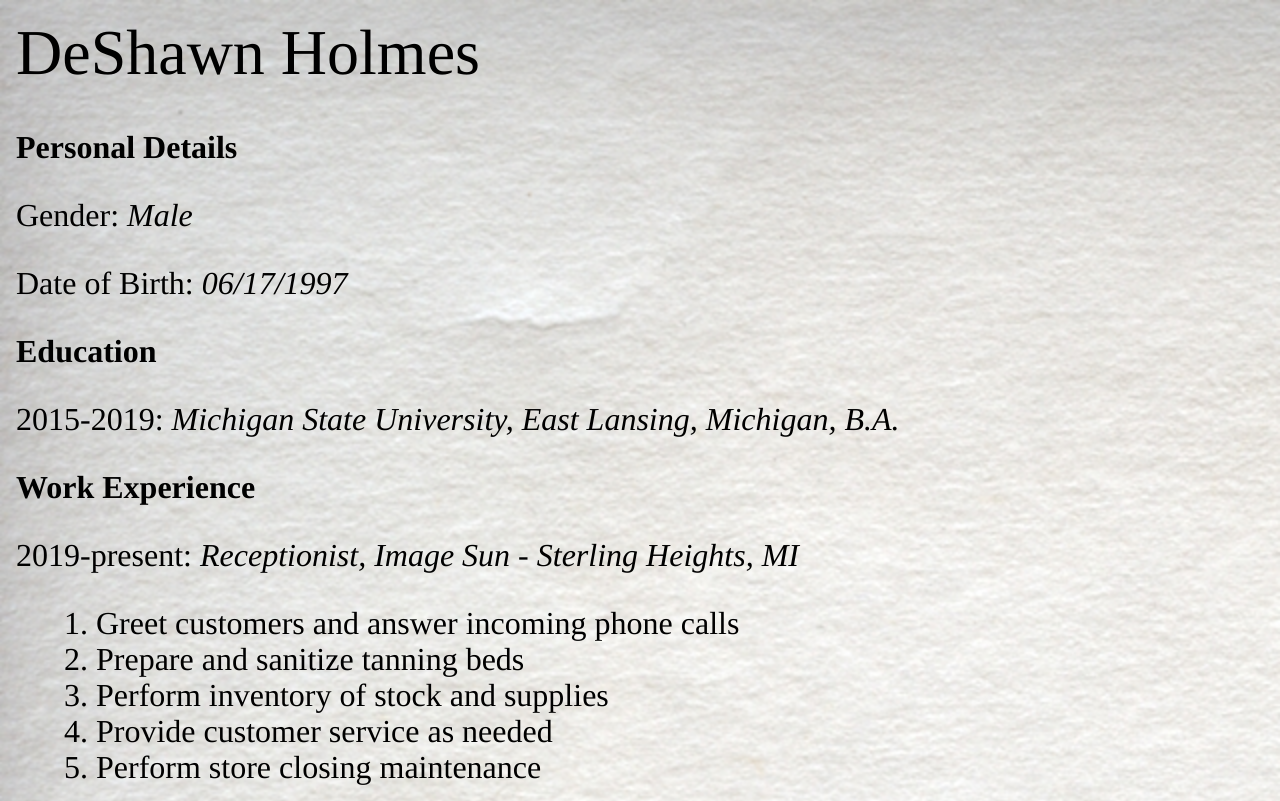 DeShawn Holmes
Personal Details
Gender: Male
Date of Birth: 06/17/1997
Education
2015-2019: Michigan State University, East Lansing, Michigan, B.A.
Work Experience
2019-present: Receptionist, Image Sun - Sterling Heights, MI
1. Greet customers and answer incoming phone calls
2. Prepare and sanitize tanning beds
3. Perform inventory of stock and supplies
4. Provide customer service as needed
5. Perform store closing maintenance